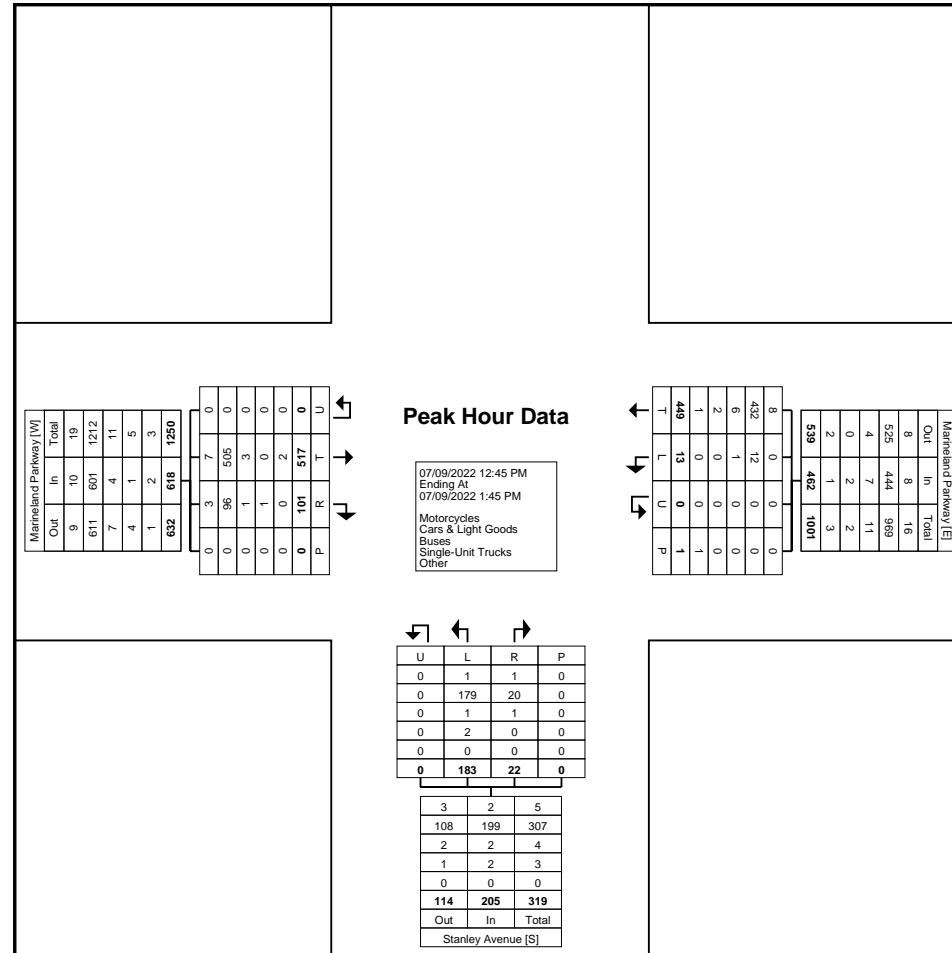 Peak Hour Data
07/09/2022 12:45 PM
Ending At
07/09/2022 1:45 PM
Motorcycles
Cars & Light Goods
Buses
Single-Unit Trucks
Other
Marineland Parkway [W]
Out In Total
9 10 19
611 601 1212
7 4 11
4 1 5
1 2 3
632 618 1250
0 7 3 0
0 505 96 0
0 3 1 0
0 0 1 0
0 2 0 0
0 517 101 0
U T R P
Marineland Parkway [E]
Out In Total
8 8 16
525 444 969
4 7 11
0 2 2
2 1 3
539 462 1001
8 0 0 0
432 12 0 0
6 1 0 0
2 0 0 0
1 0 0 1
449 13 0 1
T L U P
U L R P
0 1 1 0
0 179 20 0
0 1 1 0
0 2 0 0
0 0 0 0
0 183 22 0
3 2 5
108 199 307
2 2 4
1 2 3
0 0 0
114 205 319
Out In Total
Stanley Avenue [S]